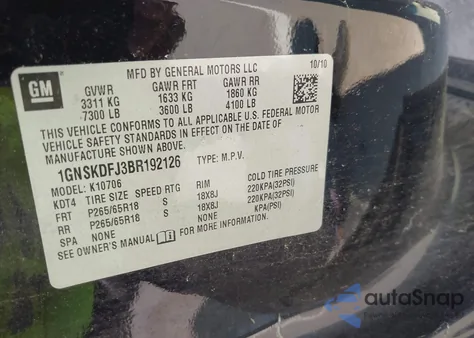 GM
MFD BY GENERAL MOTORS LLC 10/10
GVWR GAWR FRT GAWR RR
3311 KG 1633 KG 1860 KG
7300 LB 3600 LB 4100 LB
THIS VEHICLE CONFORMS TO ALL APPLICABLE U.S. FEDERAL MOTOR
VEHICLE SAFETY STANDARDS IN EFFECT ON THE DATE OF
MANUFACTURE SHOWN ABOVE.
1GNSKDFJ3BR192126 TYPE: M.P.V.
MODEL: K10706
KDT4 TIRE SIZE SPEED RTG RIM COLD TIRE PRESSURE
FRT P265/65R18 S 18X8J 220KPA(32PSI)
RR P265/65R18 S 18X8J 220KPA(32PSI)
SPA NONE NONE KPA(PSI)
SEE OWNER'S MANUAL FOR MORE INFORMATION.
autoSnap